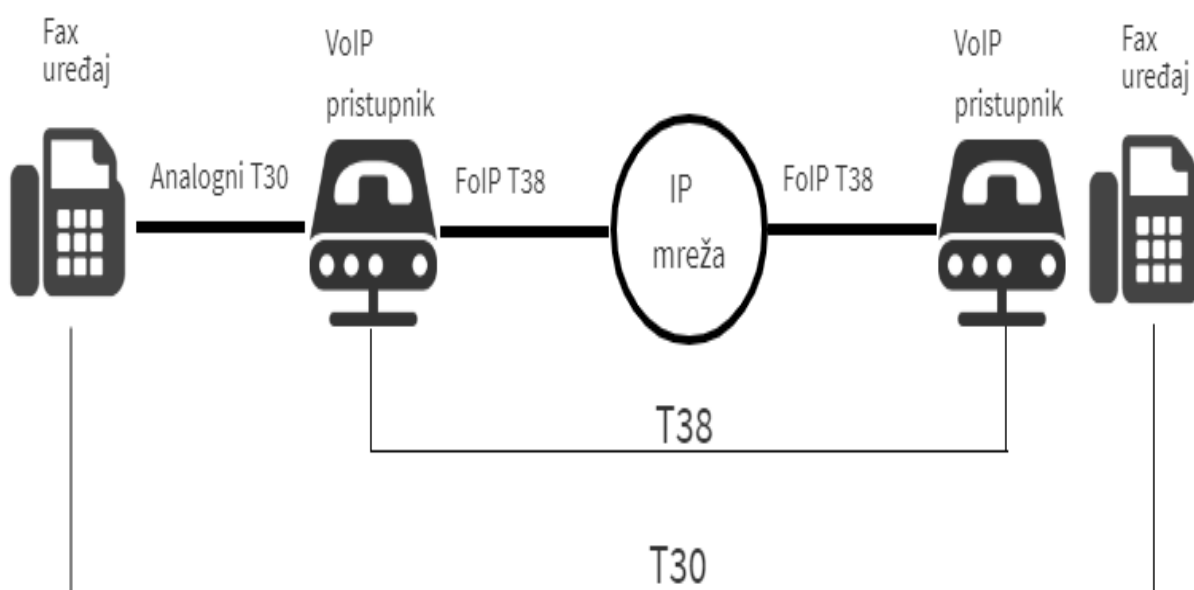 Fax
uređaj
VoIP
pristupnik
VoIP
pristupnik
Fax
uređaj
Analogni T30
FoIP T38
IP
mreža
FoIP T38
T38
T30